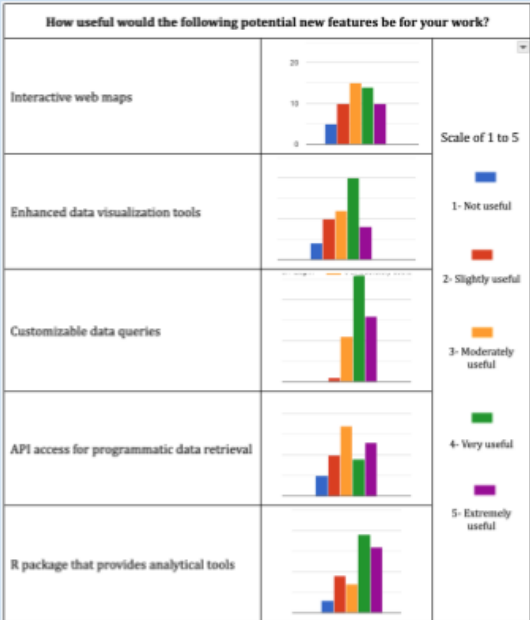 How useful would the following potential new features be for your work?
Interactive web maps
20
10
0
Scale of 1 to 5
1- Not useful
Enhanced data visualization tools
2- Slightly useful
Customizable data queries
3- Moderately
useful
API access for programmatic data retrieval
4- Very useful
5- Extremely
useful
R package that provides analytical tools